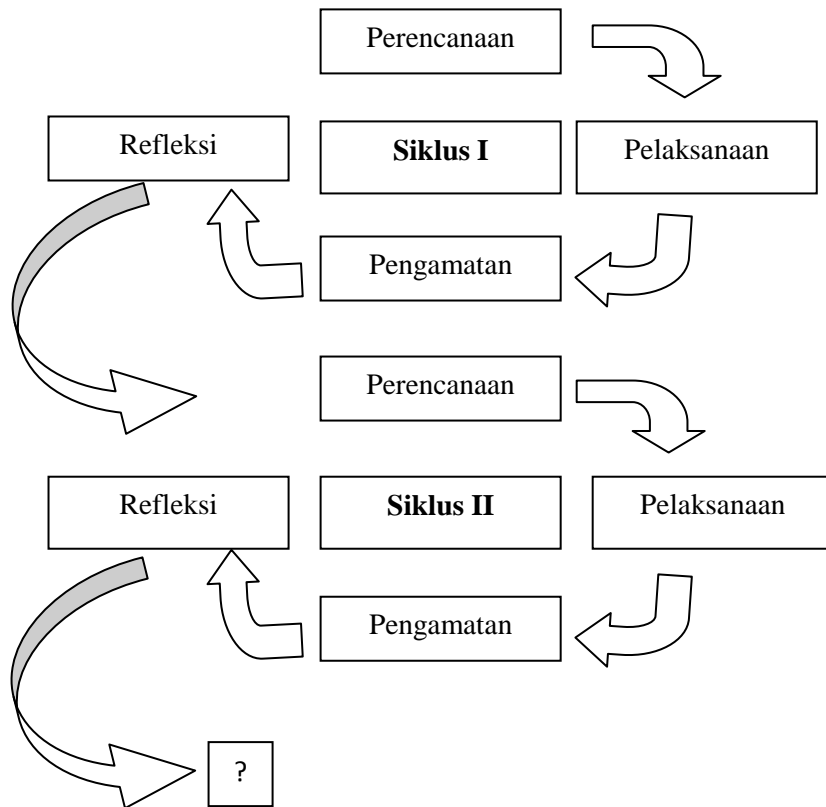 Perencanaan
Refleksi
Siklus I
Pelaksanaan
Pengamatan
Perencanaan
Refleksi
Siklus II
Pelaksanaan
Pengamatan
?